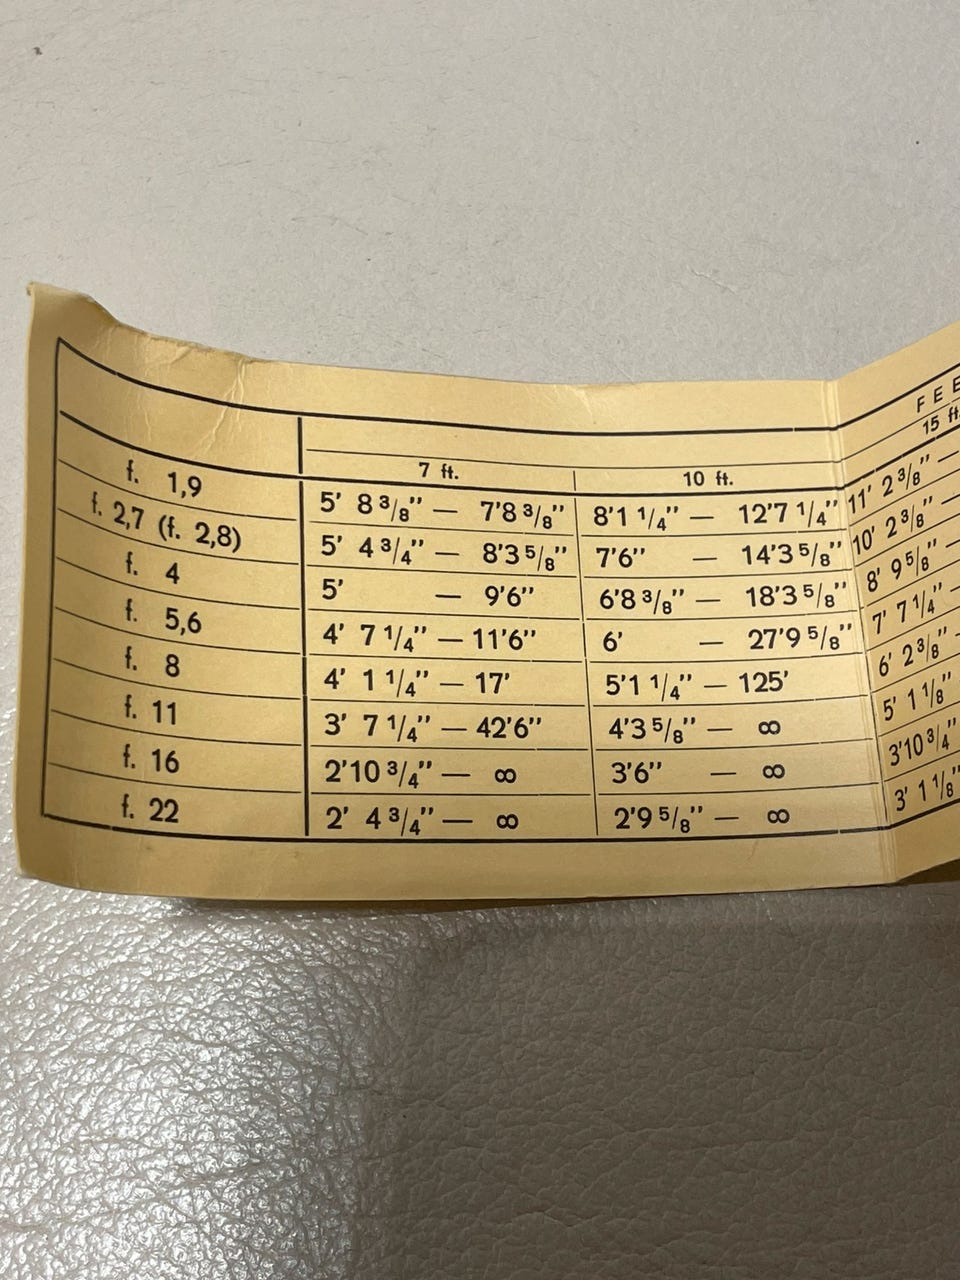 FEE
7 ft. 10 ft. 15 ft
f. 1,9 5' 8 3/8" — 7'8 3/8" 8'1 1/4" — 12'7 1/4" 11' 2 3/8" —
f. 2,7 (f. 2,8) 5' 4 3/4" — 8'3 5/8" 7'6" — 14'3 5/8" 10' 2 3/8" —
f. 4 5' — 9'6" 6'8 3/8" — 18'3 5/8" 8' 9 5/8" —
f. 5,6 4' 7 1/4" — 11'6" 6' — 27'9 5/8" 7' 7 1/4" —
f. 8 4' 1 1/4" — 17' 5'1 1/4" — 125' 6' 2 3/8" —
f. 11 3' 7 1/4" — 42'6" 4'3 5/8" — ∞ 5' 1 1/8"
f. 16 2'10 3/4" — ∞ 3'6" — ∞ 3'10 3/4"
f. 22 2' 4 3/4" — ∞ 2'9 5/8" — ∞ 3' 1 1/8"